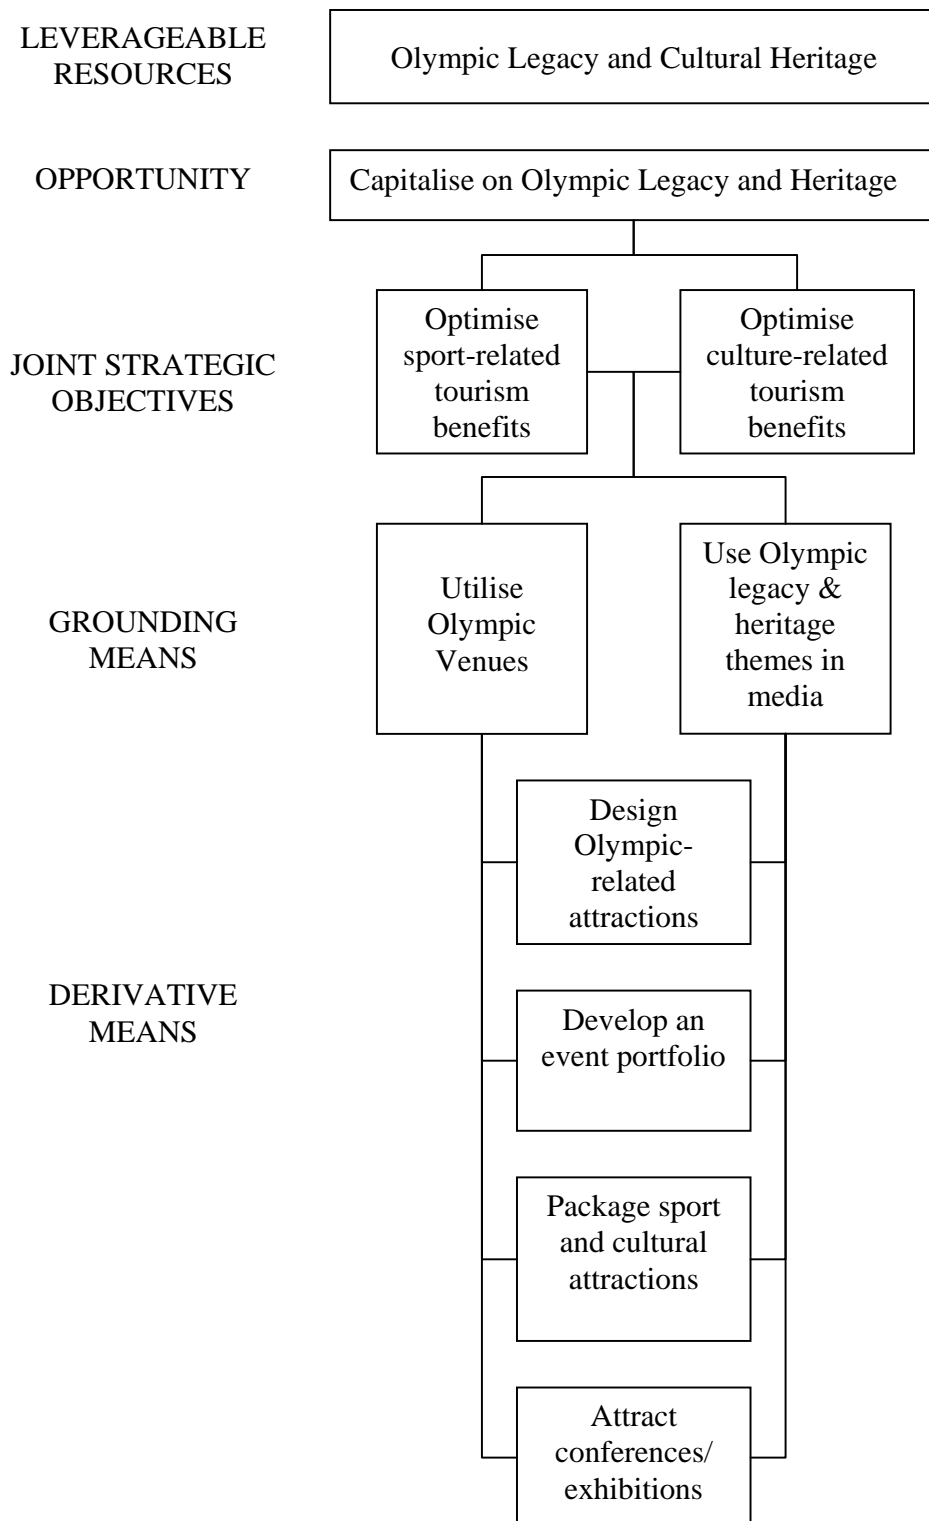 LEVERAGEABLE
RESOURCES
Olympic Legacy and Cultural Heritage
OPPORTUNITY
Capitalise on Olympic Legacy and Heritage
JOINT STRATEGIC
OBJECTIVES
Optimise
sport-related
tourism
benefits
Optimise
culture-related
tourism
benefits
GROUNDING
MEANS
Utilise
Olympic
Venues
Use Olympic
legacy &
heritage
themes in
media
DERIVATIVE
MEANS
Design
Olympic-
related
attractions
Develop an
event portfolio
Package sport
and cultural
attractions
Attract
conferences/
exhibitions